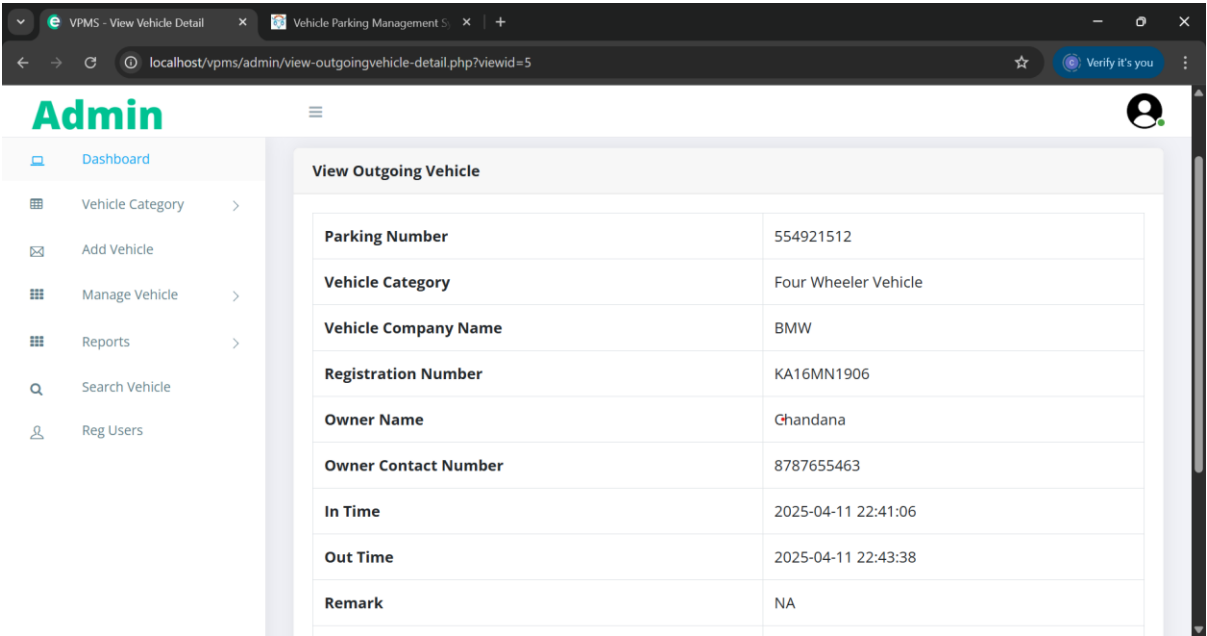 VPMS - View Vehicle Detail
Vehicle Parking Management S
localhost/vpms/admin/view-outgoingvehicle-detail.php?viewid=5
Verify it's you
Admin
Dashboard
Vehicle Category
Add Vehicle
Manage Vehicle
Reports
Search Vehicle
Reg Users
View Outgoing Vehicle
Parking Number 554921512
Vehicle Category Four Wheeler Vehicle
Vehicle Company Name BMW
Registration Number KA16MN1906
Owner Name Chandana
Owner Contact Number 8787655463
In Time 2025-04-11 22:41:06
Out Time 2025-04-11 22:43:38
Remark NA